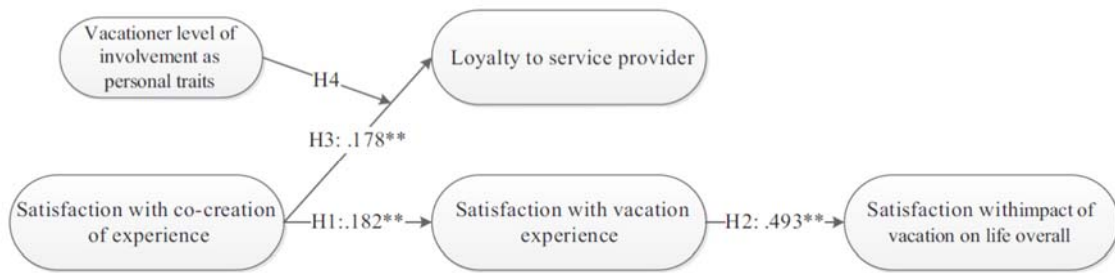 Vacationer level of
involvement as
personal traits
Loyalty to service provider
H4
H3: .178**
Satisfaction with co-creation
of experience
H1:.182**
Satisfaction with vacation
experience
H2: .493**
Satisfaction withimpact of
vacation on life overall